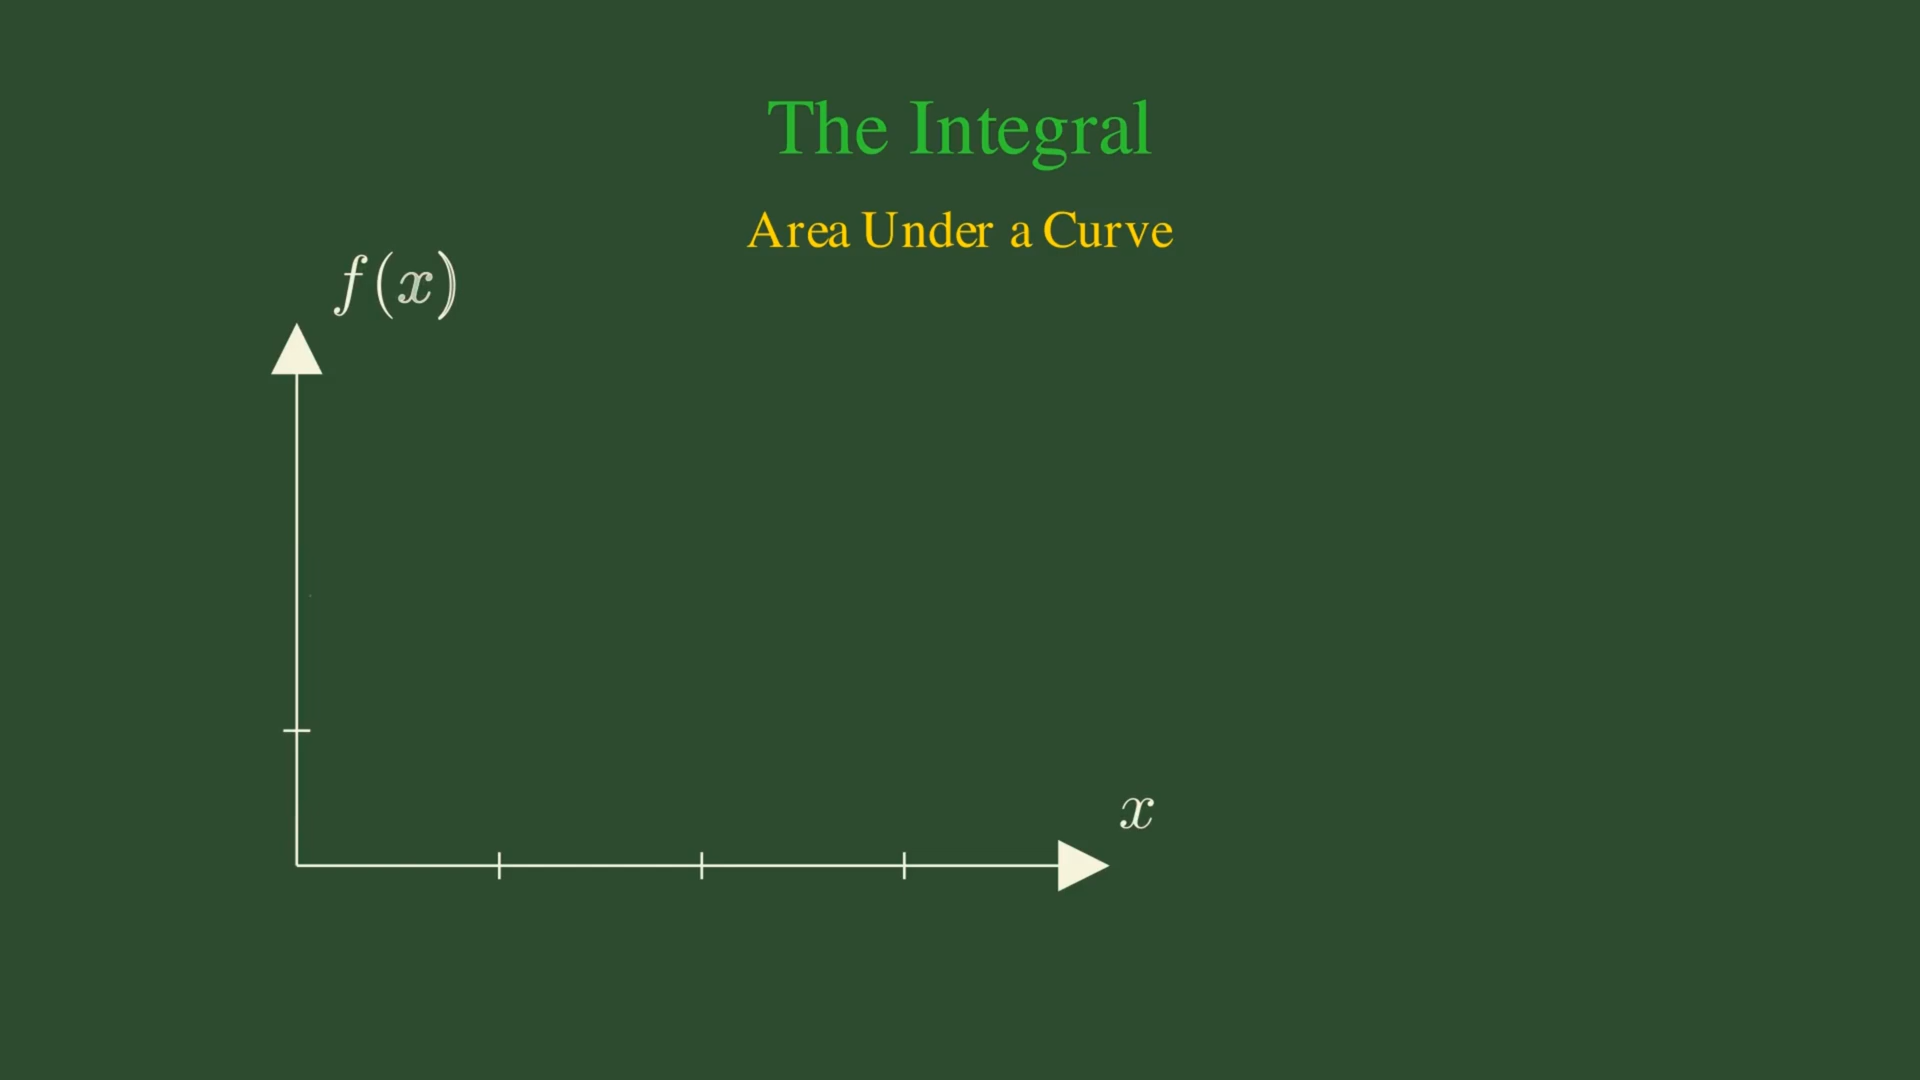 The Integral
Area Under a Curve
f(x)
x